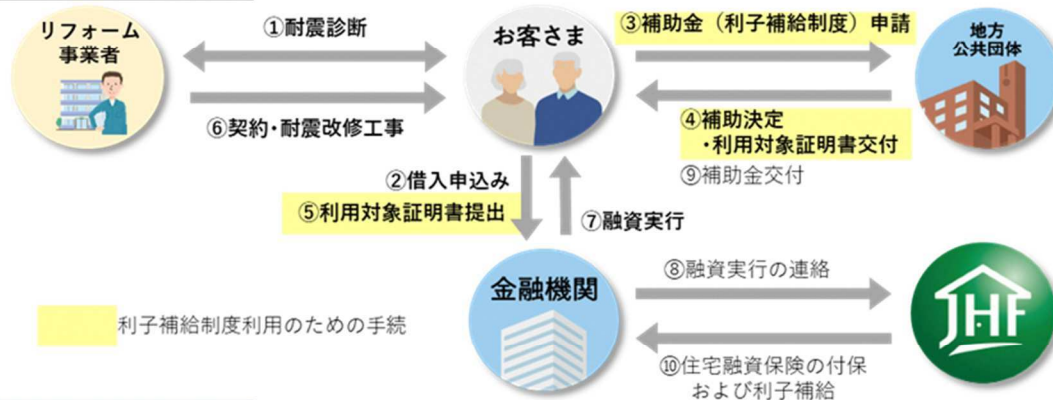 リフォーム
事業者
①耐震診断
⑥契約・耐震改修工事
お客さま
③補助金（利子補給制度）申請
地方
公共団体
④補助決定
・利用対象証明書交付
⑨補助金交付
②借入申込み
⑤利用対象証明書提出
⑦融資実行
金融機関
⑧融資実行の連絡
⑩住宅融資保険の付保
および利子補給
JHF
利子補給制度利用のための手続